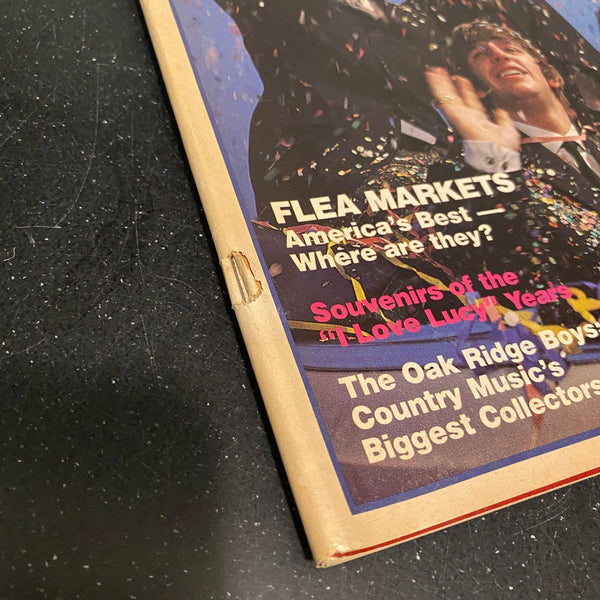 FLEA MARKETS
America's Best —
Where are they?
Souvenirs of the
"I Love Lucy" Years
The Oak Ridge Boys:
Country Music's
Biggest Collectors